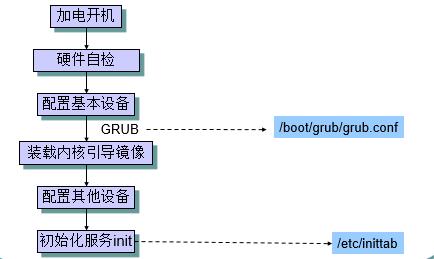 加电开机
硬件自检
配置基本设备
GRUB
/boot/grub/grub.conf
装载内核引导镜像
配置其他设备
初始化服务init
/etc/inittab